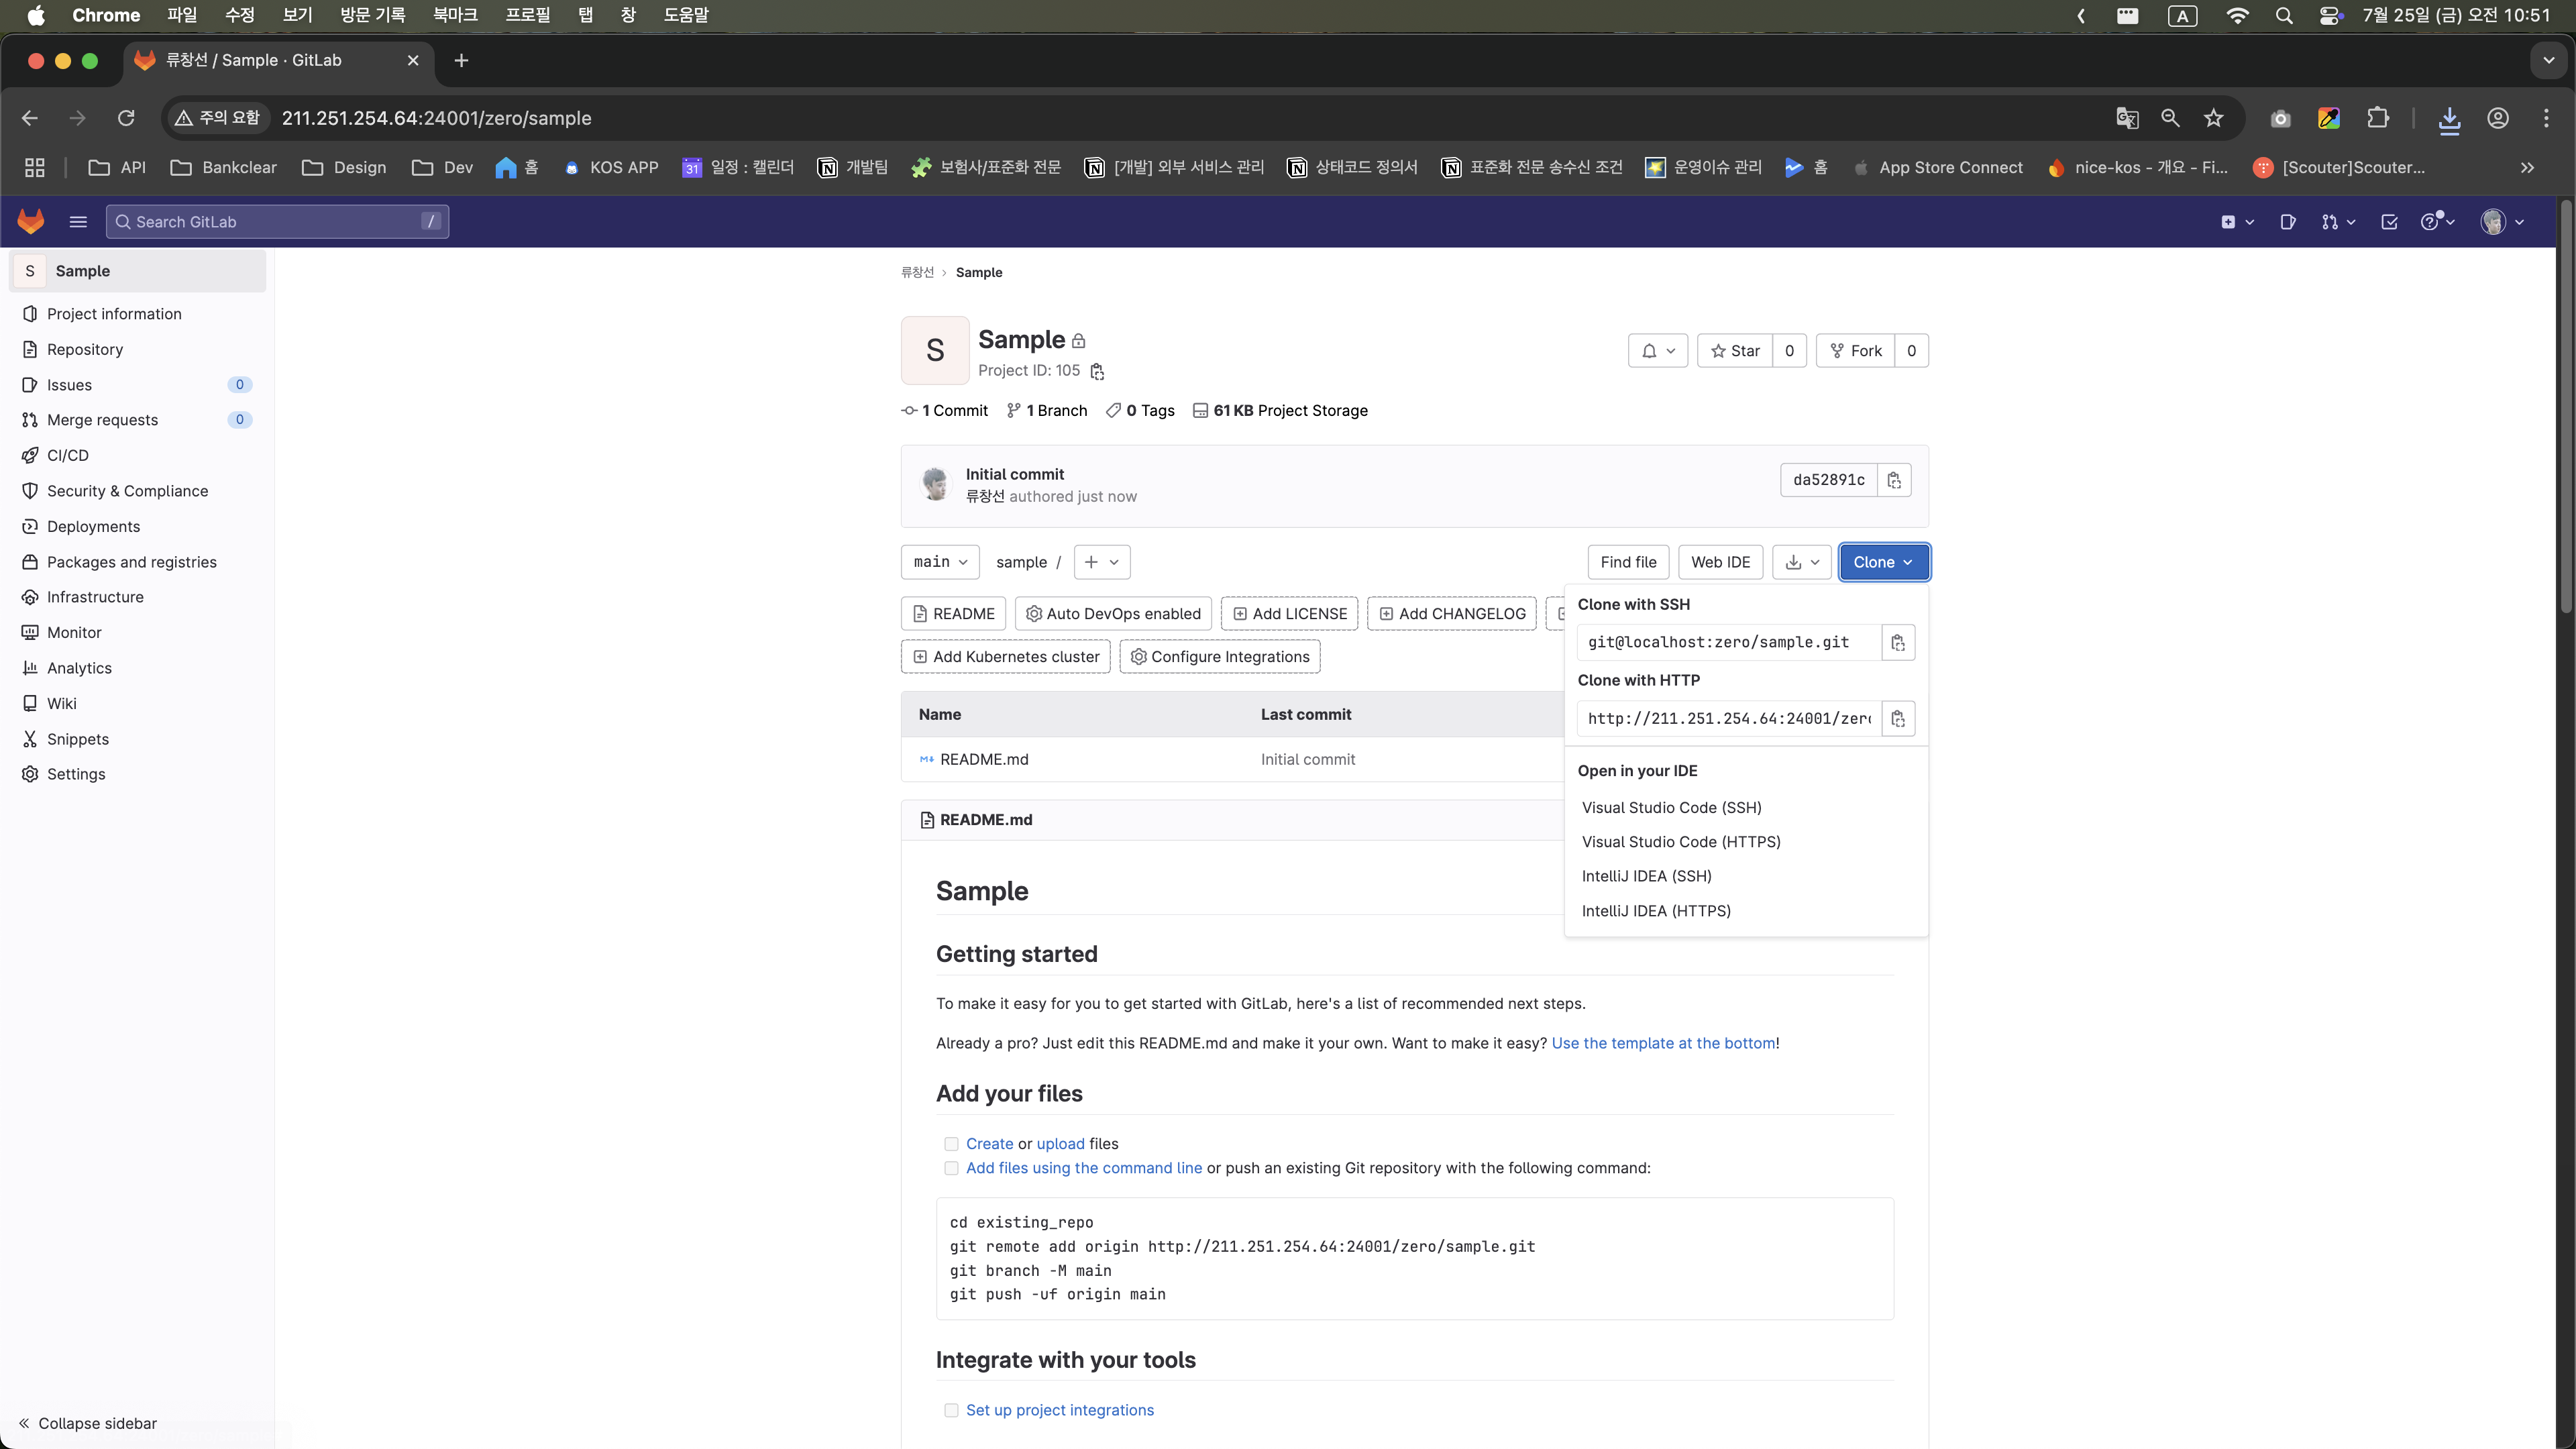 Chrome 파일 수정 보기 방문 기록 북마크 프로필 탭 창 도움말 A 7월 25일 (금) 오전 10:51
류창선 / Sample · GitLab
주의 요함 211.251.254.64:24001/zero/sample
API Bankclear Design Dev 홈 KOS APP 31 일정 : 캘린더 개발팀 보험사/표준화 전문 [개발] 외부 서비스 관리 상태코드 정의서 표준화 전문 송수신 조건 운영이슈 관리 홈 App Store Connect nice-kos - 개요 - Fi... [Scouter]Scouter...
Search GitLab /
S Sample
Project information
Repository
Issues 0
Merge requests 0
CI/CD
Security & Compliance
Deployments
Packages and registries
Infrastructure
Monitor
Analytics
Wiki
Snippets
Settings
Collapse sidebar
류창선 › Sample
S
Sample
Project ID: 105
Star 0 Fork 0
1 Commit 1 Branch 0 Tags 61 KB Project Storage
Initial commit
류창선 authored just now
da52891c
main sample / + Find file Web IDE Clone
README Auto DevOps enabled Add LICENSE Add CHANGELOG
Add Kubernetes cluster Configure Integrations
Clone with SSH
git@localhost:zero/sample.git
Clone with HTTP
http://211.251.254.64:24001/zer
Open in your IDE
Visual Studio Code (SSH)
Visual Studio Code (HTTPS)
IntelliJ IDEA (SSH)
IntelliJ IDEA (HTTPS)
Name Last commit
README.md Initial commit
README.md
Sample
Getting started
To make it easy for you to get started with GitLab, here's a list of recommended next steps.
Already a pro? Just edit this README.md and make it your own. Want to make it easy? Use the template at the bottom!
Add your files
Create or upload files
Add files using the command line or push an existing Git repository with the following command:
cd existing_repo
git remote add origin http://211.251.254.64:24001/zero/sample.git
git branch -M main
git push -uf origin main
Integrate with your tools
Set up project integrations